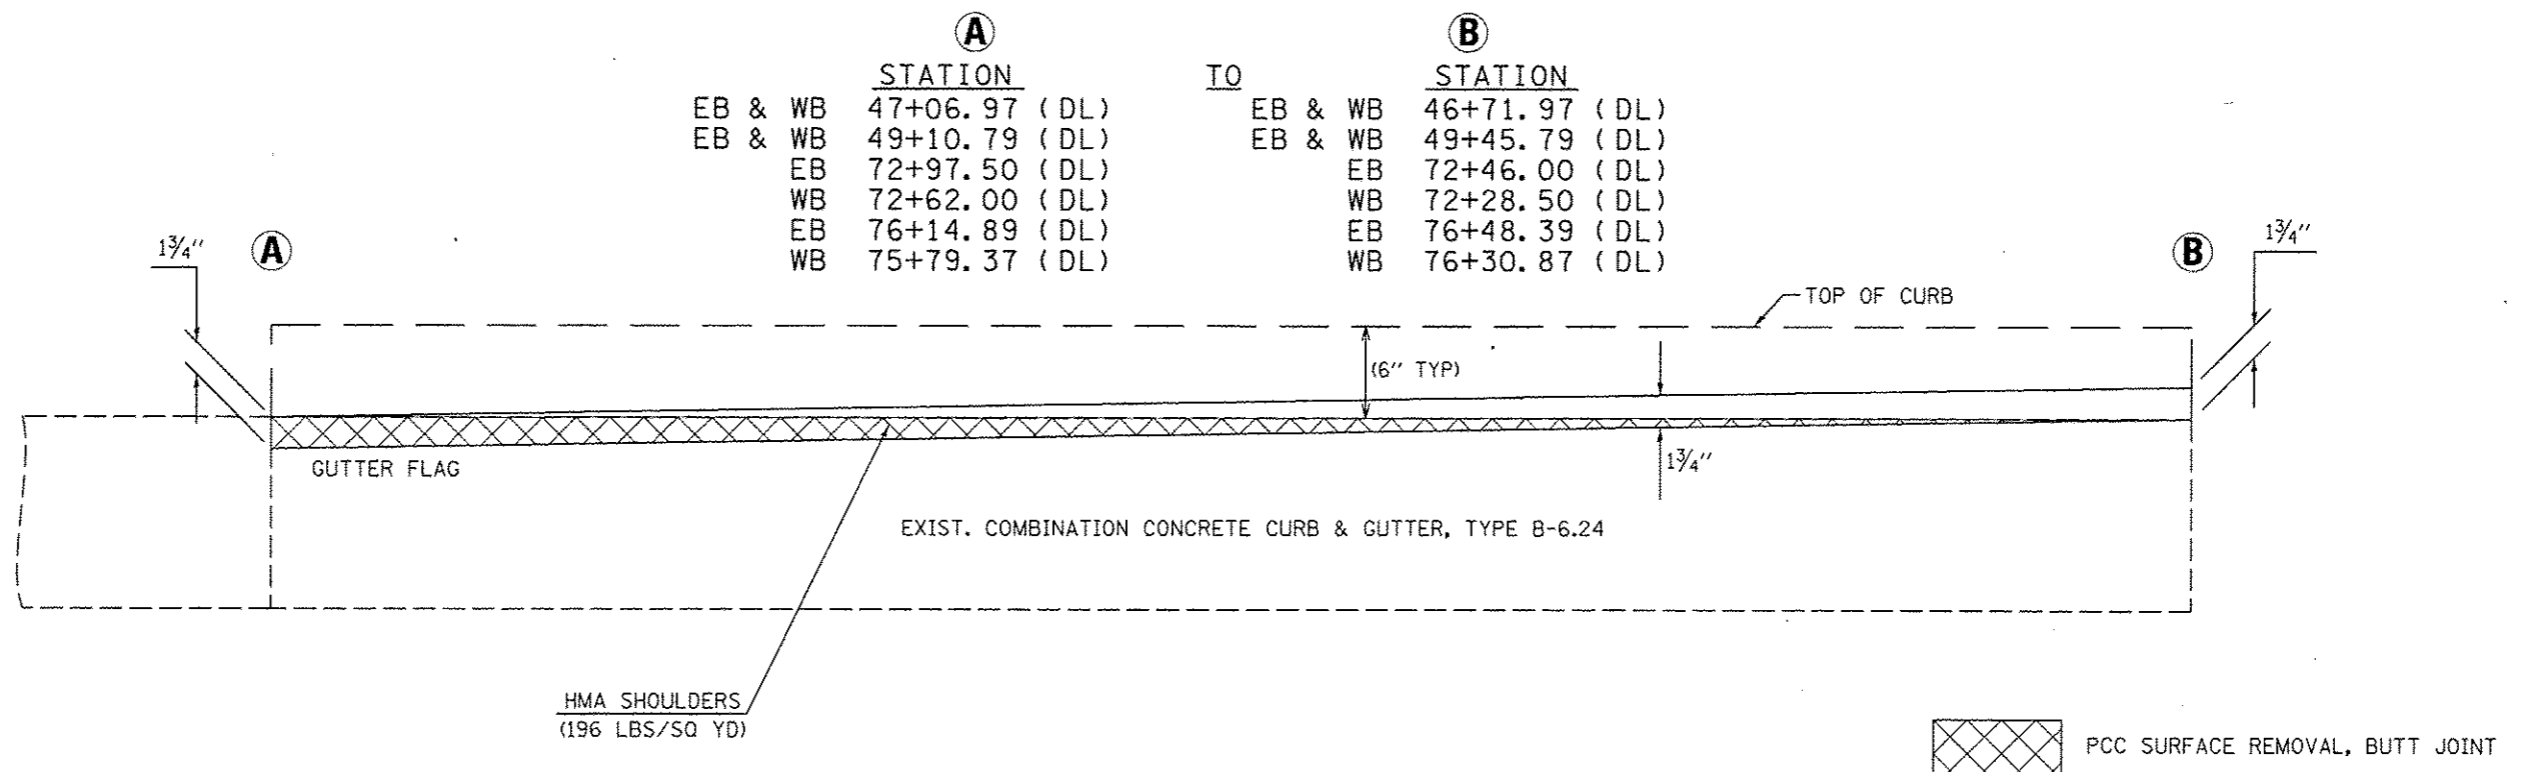 A B
STATION TO STATION
EB & WB 47+06.97 (DL) EB & WB 46+71.97 (DL)
EB & WB 49+10.79 (DL) EB & WB 49+45.79 (DL)
EB 72+97.50 (DL) EB 72+46.00 (DL)
WB 72+62.00 (DL) WB 72+28.50 (DL)
EB 76+14.89 (DL) EB 76+48.39 (DL)
WB 75+79.37 (DL) WB 76+30.87 (DL)
1¾" A B 1¾"
TOP OF CURB
(6" TYP)
GUTTER FLAG
1¾"
EXIST. COMBINATION CONCRETE CURB & GUTTER, TYPE B-6.24
HMA SHOULDERS
(196 LBS/SQ YD)
PCC SURFACE REMOVAL, BUTT JOINT